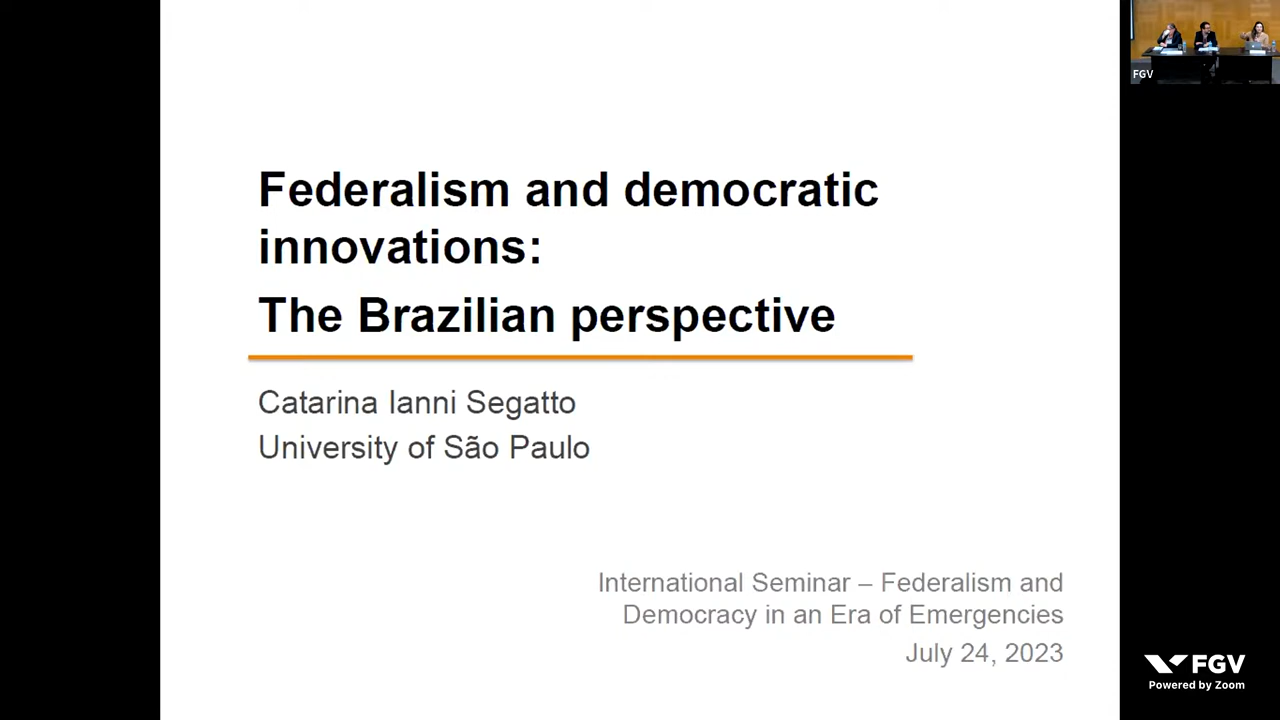 Federalism and democratic
innovations:
The Brazilian perspective
Catarina Ianni Segatto
University of São Paulo
International Seminar – Federalism and
Democracy in an Era of Emergencies
July 24, 2023
FGV
FGV
Powered by Zoom